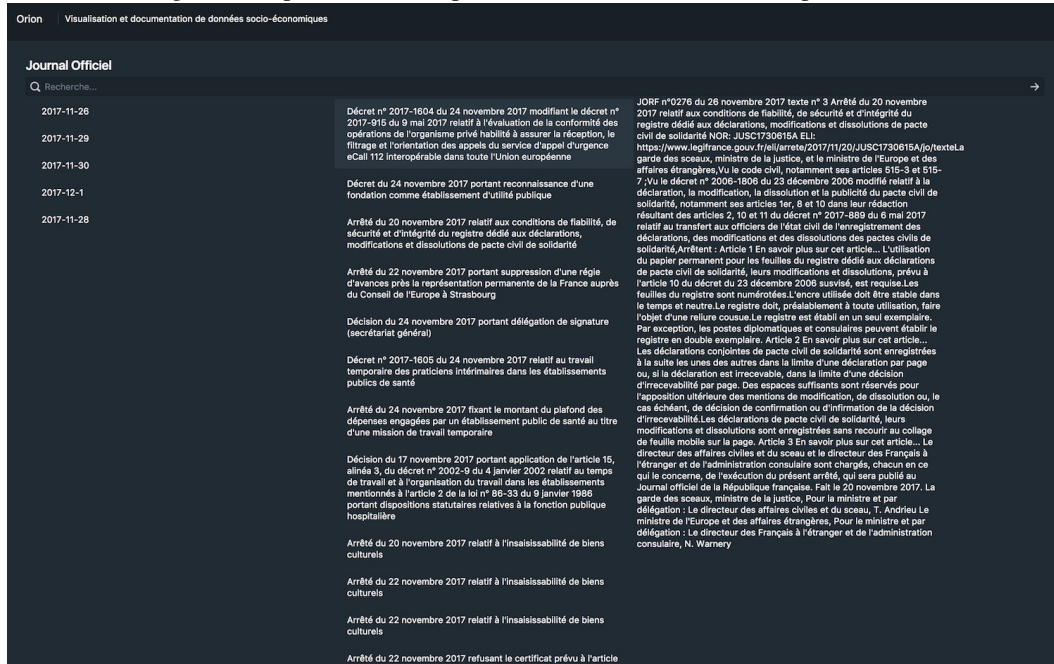 Orion Visualisation et documentation de données socio-économiques
Journal Officiel
Recherche...
2017-11-26
2017-11-29
2017-11-30
2017-12-1
2017-11-28
Décret n° 2017-1604 du 24 novembre 2017 modifiant le décret n°
2017-915 du 9 mai 2017 relatif à l'évaluation de la conformité des
opérations de l'organisme privé habilité à assurer la réception, le
filtrage et l'orientation des appels du service d'appel d'urgence
eCall 112 interopérable dans toute l'Union européenne
Décret du 24 novembre 2017 portant reconnaissance d'une
fondation comme établissement d'utilité publique
Arrêté du 20 novembre 2017 relatif aux conditions de fiabilité, de
sécurité et d'intégrité du registre dédié aux déclarations,
modifications et dissolutions de pacte civil de solidarité
Arrêté du 22 novembre 2017 portant suppression d'une régie
d'avances près la représentation permanente de la France auprès
du Conseil de l'Europe à Strasbourg
Décision du 24 novembre 2017 portant délégation de signature
(secrétariat général)
Décret n° 2017-1605 du 24 novembre 2017 relatif au travail
temporaire des praticiens intérimaires dans les établissements
publics de santé
Arrêté du 24 novembre 2017 fixant le montant du plafond des
dépenses engagées par un établissement public de santé au titre
d'une mission de travail temporaire
Décision du 17 novembre 2017 portant application de l'article 15,
alinéa 3, du décret n° 2002-9 du 4 janvier 2002 relatif au temps
de travail et à l'organisation du travail dans les établissements
mentionnés à l'article 2 de la loi n° 86-33 du 9 janvier 1986
portant dispositions statutaires relatives à la fonction publique
hospitalière
Arrêté du 20 novembre 2017 relatif à l'insaisissabilité de biens
culturels
Arrêté du 22 novembre 2017 relatif à l'insaisissabilité de biens
culturels
Arrêté du 22 novembre 2017 relatif à l'insaisissabilité de biens
culturels
Arrêté du 22 novembre 2017 refusant le certificat prévu à l'article
JORF n°0276 du 26 novembre 2017 texte n° 3 Arrêté du 20 novembre
2017 relatif aux conditions de fiabilité, de sécurité et d'intégrité du
registre dédié aux déclarations, modifications et dissolutions de pacte
civil de solidarité NOR: JUSC1730615A ELI:
https://www.legifrance.gouv.fr/eli/arrete/2017/11/20/JUSC1730615A/jo/texteLa
garde des sceaux, ministre de la justice, et le ministre de l'Europe et des
affaires étrangères,Vu le code civil, notamment ses articles 515-3 et 515-
7 ;Vu le décret n° 2006-1806 du 23 décembre 2006 modifié relatif à la
déclaration, la modification, la dissolution et la publicité du pacte civil de
solidarité, notamment ses articles 1er, 8 et 10 dans leur rédaction
résultant des articles 2, 10 et 11 du décret n° 2017-889 du 6 mai 2017
relatif au transfert aux officiers de l'état civil de l'enregistrement des
déclarations, des modifications et des dissolutions des pactes civils de
solidarité,Arrêtent : Article 1 En savoir plus sur cet article... L'utilisation
du papier permanent pour les feuilles du registre dédié aux déclarations
de pacte civil de solidarité, leurs modifications et dissolutions, prévu à
l'article 10 du décret du 23 décembre 2006 susvisé, est requise.Les
feuilles du registre sont numérotées.L'encre utilisée doit être stable dans
le temps et neutre.Le registre doit, préalablement à toute utilisation, faire
l'objet d'une reliure cousue.Le registre est établi en un seul exemplaire.
Par exception, les postes diplomatiques et consulaires peuvent établir le
registre en double exemplaire. Article 2 En savoir plus sur cet article...
Les déclarations conjointes de pacte civil de solidarité sont enregistrées
à la suite les unes des autres dans la limite d'une déclaration par page
ou, si la déclaration est irrecevable, dans la limite d'une décision
d'irrecevabilité par page. Des espaces suffisants sont réservés pour
l'apposition ultérieure des mentions de modification, de dissolution ou, le
cas échéant, de décision de confirmation ou d'infirmation de la décision
d'irrecevabilité.Les déclarations de pacte civil de solidarité, leurs
modifications et dissolutions sont enregistrées sans recourir au collage
de feuille mobile sur la page. Article 3 En savoir plus sur cet article... Le
directeur des affaires civiles et du sceau et le directeur des Français à
l'étranger et de l'administration consulaire sont chargés, chacun en ce
qui le concerne, de l'exécution du présent arrêté, qui sera publié au
Journal officiel de la République française. Fait le 20 novembre 2017. La
garde des sceaux, ministre de la justice, Pour la ministre et par
délégation : Le directeur des affaires civiles et du sceau, T. Andrieu Le
ministre de l'Europe et des affaires étrangères, Pour le ministre et par
délégation : Le directeur des Français à l'étranger et de l'administration
consulaire, N. Warnery